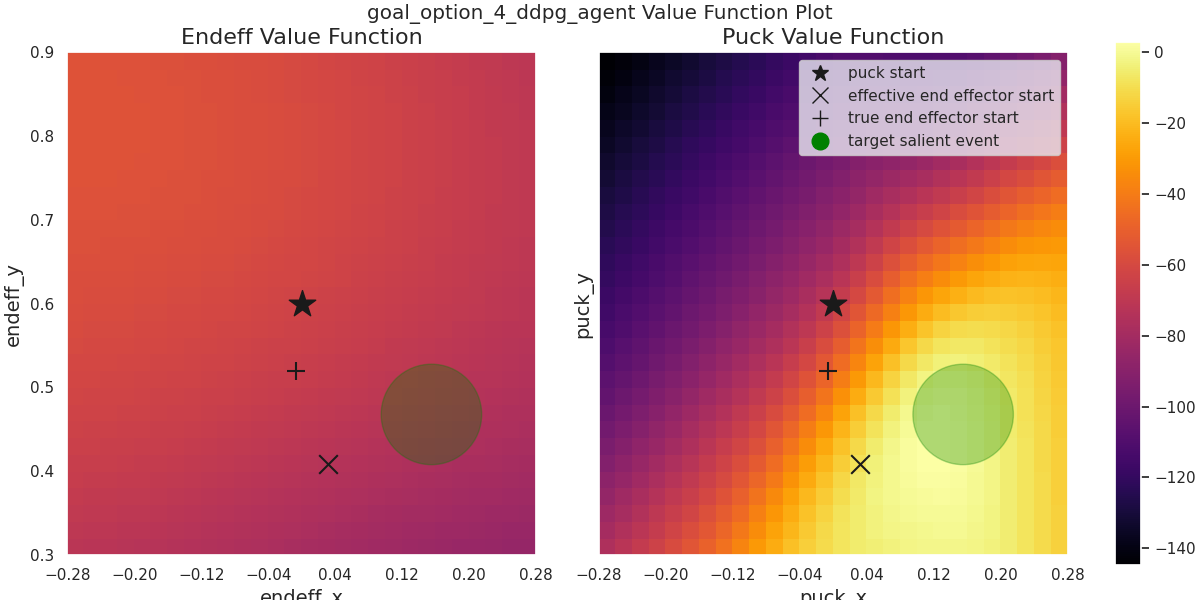 goal_option_4_ddpg_agent Value Function Plot
Endeff Value Function
Puck Value Function
0.9
0.8
0.7
0.6
0.5
0.4
0.3
endeff_y
−0.28 −0.20 −0.12 −0.04 0.04 0.12 0.20 0.28
endeff_x
puck_y
puck start
effective end effector start
true end effector start
target salient event
−0.28 −0.20 −0.12 −0.04 0.04 0.12 0.20 0.28
puck_x
0
−20
−40
−60
−80
−100
−120
−140